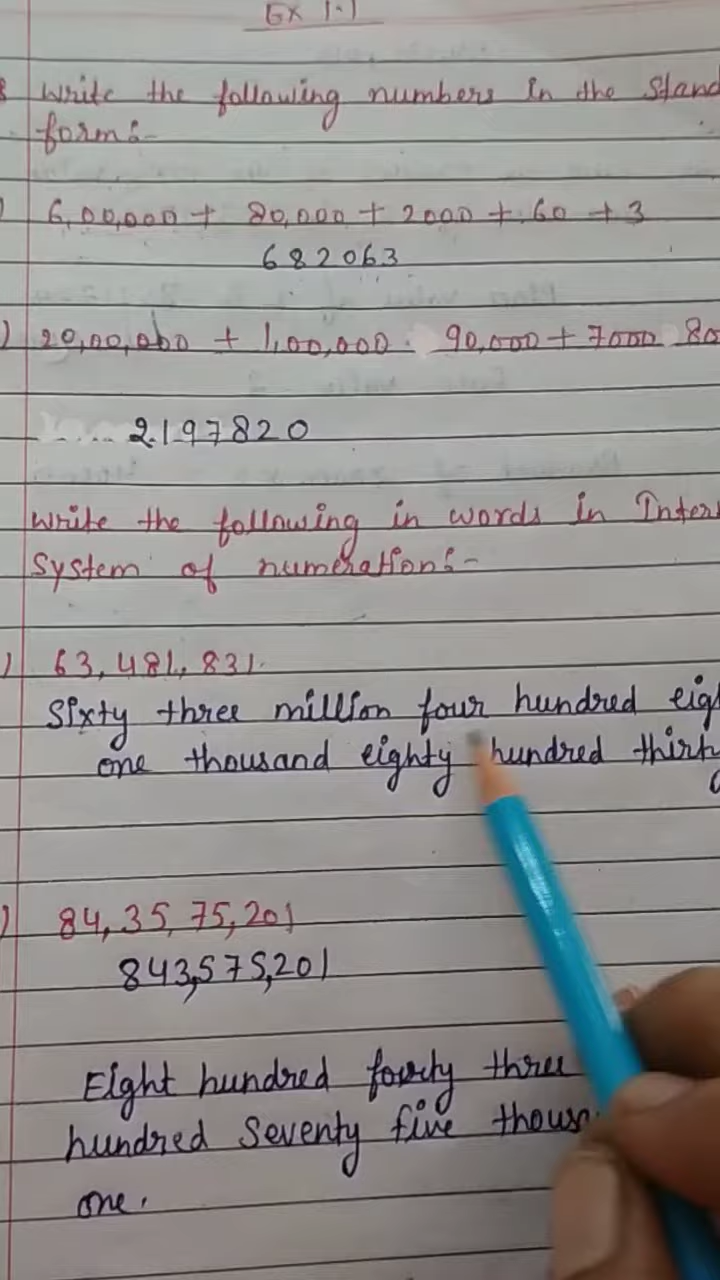 Ex 1.1
Write the following numbers in the Stand
form:-
6,00,000 + 80,000 + 2000 + 60 + 3
682063
20,00,000 + 1,00,000 . 90,000 + 7000 80
2197820
Write the following in words in Inter
System of numeration:-
63, 481, 831.
Sixty three million four hundred eig
one thousand eighty hundred thirt
84, 35, 75, 201
843,575,201
Eight hundred fourty three
hundred Seventy five thous
one.